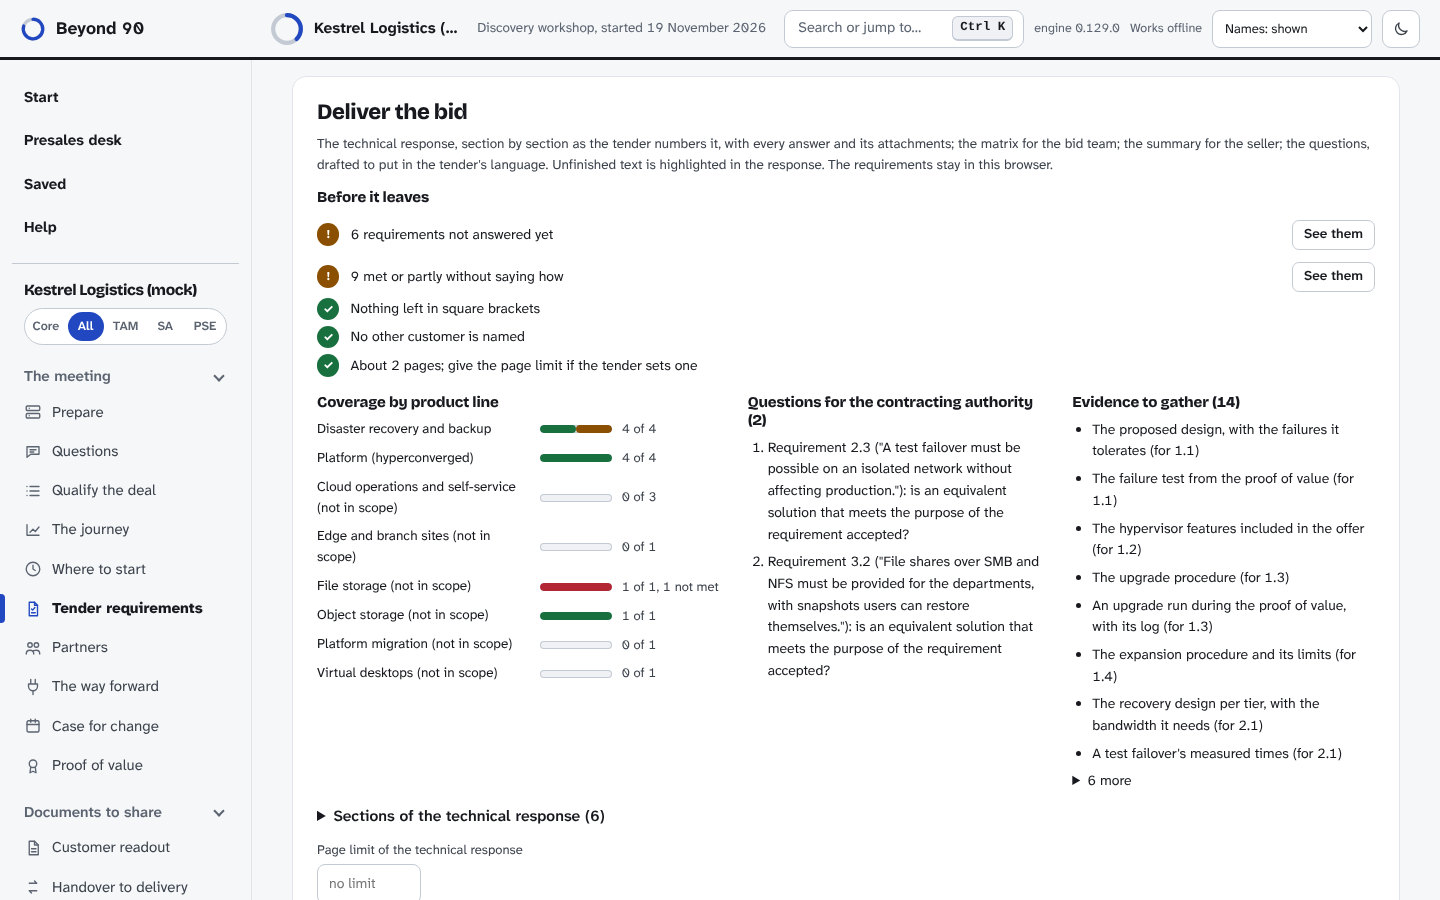 Beyond 90
Kestrel Logistics (...
Discovery workshop, started 19 November 2026
Search or jump to...
Ctrl K
engine 0.129.0
Works offline
Names: shown
Start
Presales desk
Saved
Help
Kestrel Logistics (mock)
Core
All
TAM
SA
PSE
The meeting
Prepare
Questions
Qualify the deal
The journey
Where to start
Tender requirements
Partners
The way forward
Case for change
Proof of value
Documents to share
Customer readout
Handover to delivery
Deliver the bid
The technical response, section by section as the tender numbers it, with every answer and its attachments; the matrix for the bid team; the summary for the seller; the questions,
drafted to put in the tender's language. Unfinished text is highlighted in the response. The requirements stay in this browser.
Before it leaves
! 6 requirements not answered yet
See them
! 9 met or partly without saying how
See them
Nothing left in square brackets
No other customer is named
About 2 pages; give the page limit if the tender sets one
Coverage by product line
Disaster recovery and backup
4 of 4
Platform (hyperconverged)
4 of 4
Cloud operations and self-service
(not in scope)
0 of 3
Edge and branch sites (not in
scope)
0 of 1
File storage (not in scope)
1 of 1, 1 not met
Object storage (not in scope)
1 of 1
Platform migration (not in scope)
0 of 1
Virtual desktops (not in scope)
0 of 1
Questions for the contracting authority
(2)
1. Requirement 2.3 ("A test failover must be
possible on an isolated network without
affecting production."): is an equivalent
solution that meets the purpose of the
requirement accepted?
2. Requirement 3.2 ("File shares over SMB and
NFS must be provided for the departments,
with snapshots users can restore
themselves."): is an equivalent solution that
meets the purpose of the requirement
accepted?
Evidence to gather (14)
• The proposed design, with the failures it
tolerates (for 1.1)
• The failure test from the proof of value (for
1.1)
• The hypervisor features included in the offer
(for 1.2)
• The upgrade procedure (for 1.3)
• An upgrade run during the proof of value,
with its log (for 1.3)
• The expansion procedure and its limits (for
1.4)
• The recovery design per tier, with the
bandwidth it needs (for 2.1)
• A test failover's measured times (for 2.1)
6 more
Sections of the technical response (6)
Page limit of the technical response
no limit